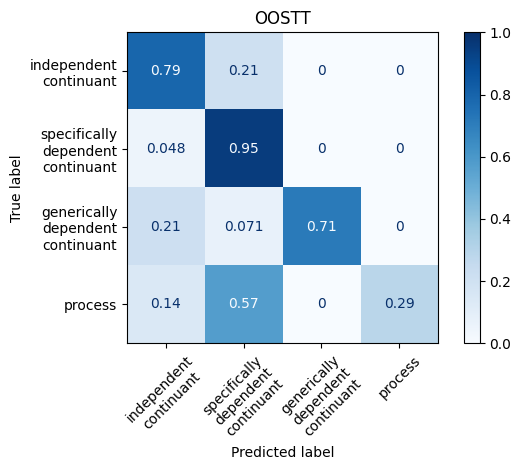 OOSTT
True label
independent
continuant
0.79
0.21
0
0
specifically
dependent
continuant
0.048
0.95
0
0
generically
dependent
continuant
0.21
0.071
0.71
0
process
0.14
0.57
0
0.29
independent
continuant
specifically
dependent
continuant
generically
dependent
continuant
process
Predicted label
1.0
0.8
0.6
0.4
0.2
0.0